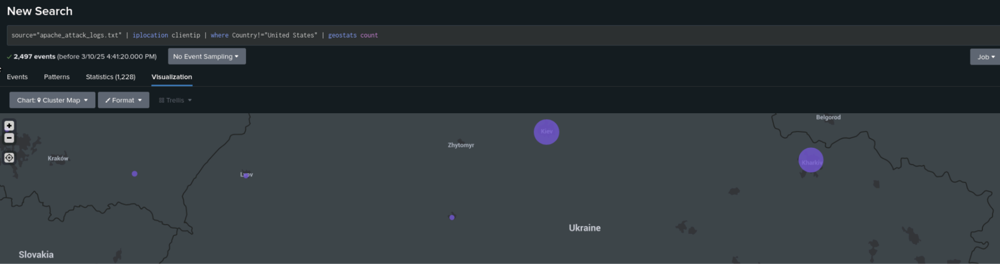 New Search
source="apache_attack_logs.txt" | iplocation clientip | where Country!="United States" | geostats count
✓ 2,497 events (before 3/10/25 4:41:20.000 PM) No Event Sampling Job
Events Patterns Statistics (1,228) Visualization
Chart: Cluster Map Format Trellis
Belgorod
+
Kiev
−
Zhytomyr
Kraków
Kharkiv
Lvov
Ukraine
Slovakia